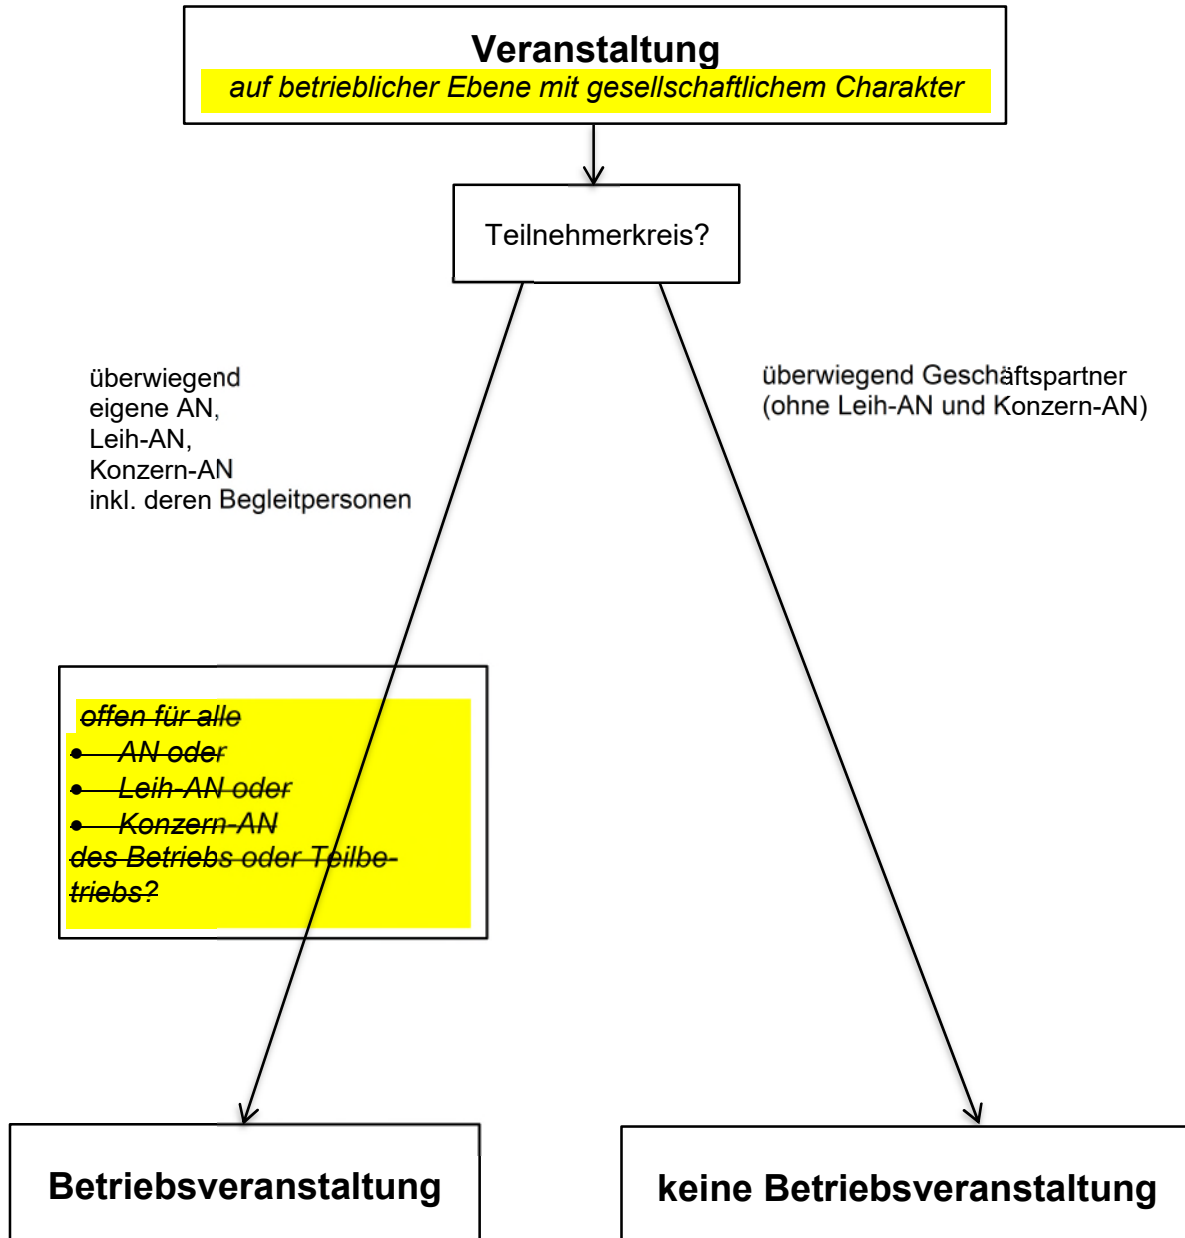 Veranstaltung
auf betrieblicher Ebene mit gesellschaftlichem Charakter
Teilnehmerkreis?
überwiegend
eigene AN,
Leih-AN,
Konzern-AN
inkl. deren Begleitpersonen
überwiegend Geschäftspartner
(ohne Leih-AN und Konzern-AN)
offen für alle
• AN oder
• Leih-AN oder
• Konzern-AN
des Betriebs oder Teilbe-
triebs?
Betriebsveranstaltung
keine Betriebsveranstaltung